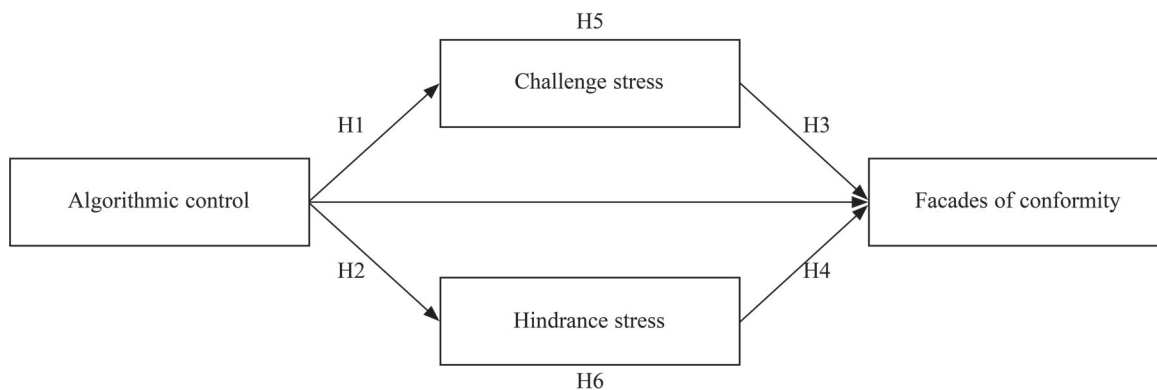 H5
Challenge stress
H1
H3
Algorithmic control
Facades of conformity
H2
H4
Hindrance stress
H6